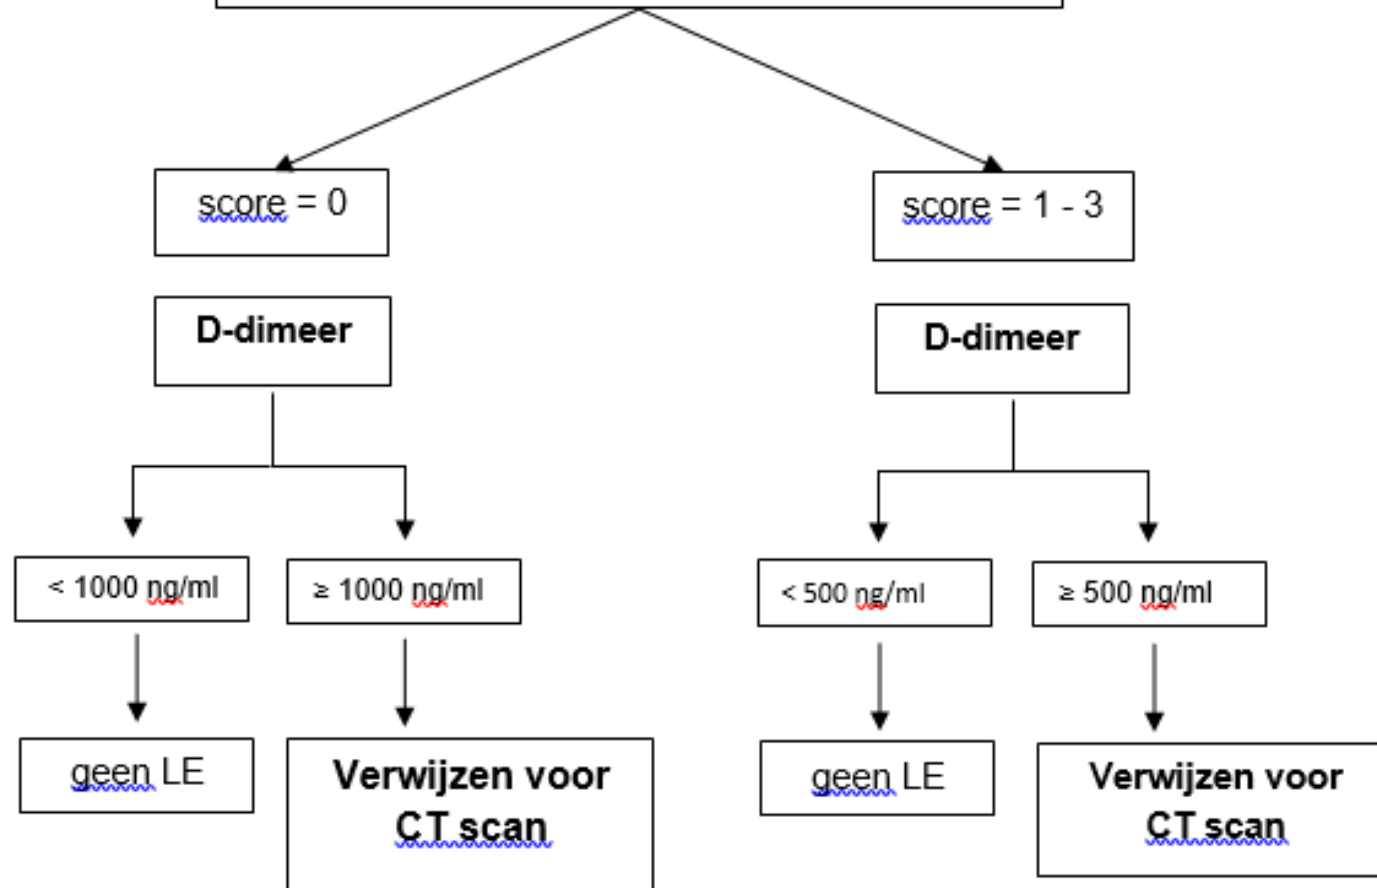 score = 0
score = 1 - 3
D-dimeer
D-dimeer
< 1000 ng/ml
≥ 1000 ng/ml
< 500 ng/ml
≥ 500 ng/ml
geen LE
Verwijzen voor
CT scan
geen LE
Verwijzen voor
CT scan